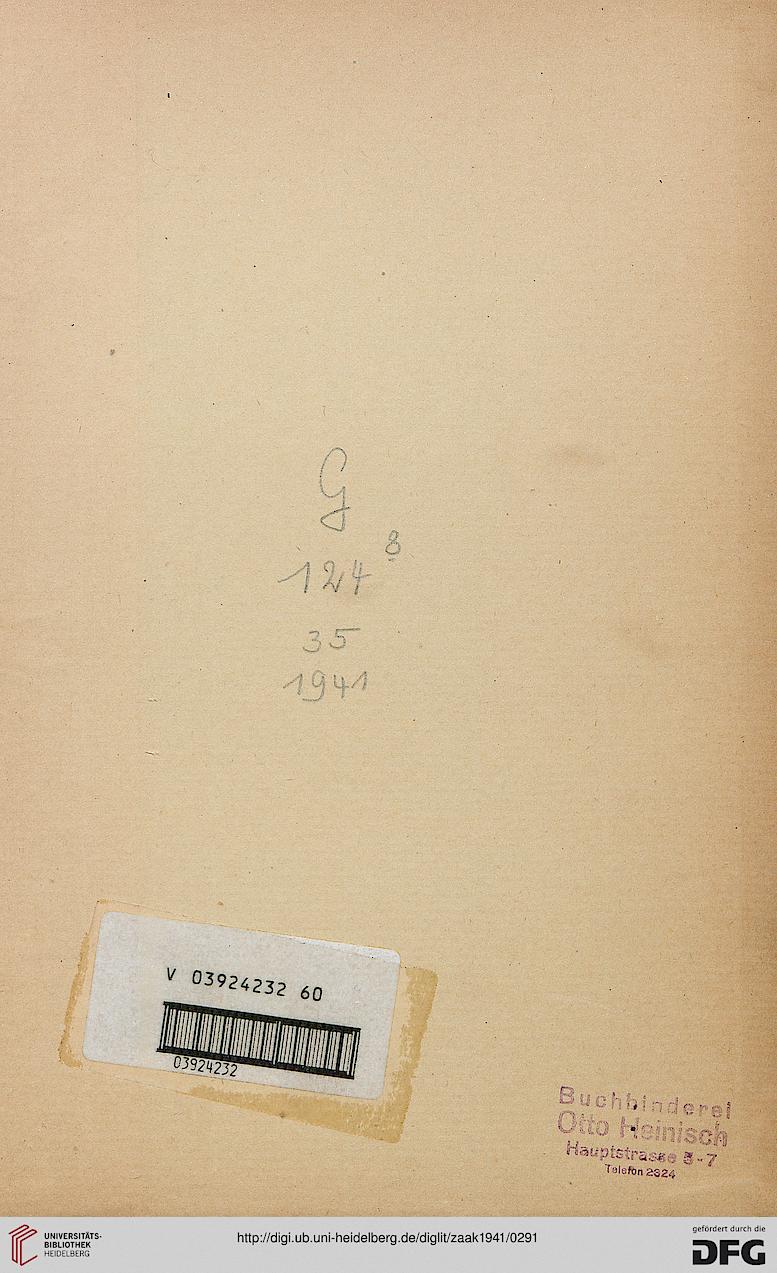 G
124 8
35
1941
V 03924232 60
03924232
Buchbinderei
Otto Heinisch
Hauptstrasse 5-7
Telefon 2824
UNIVERSITÄTS-
BIBLIOTHEK
HEIDELBERG
http://digi.ub.uni-heidelberg.de/diglit/zaak1941/0291
gefördert durch die
DFG